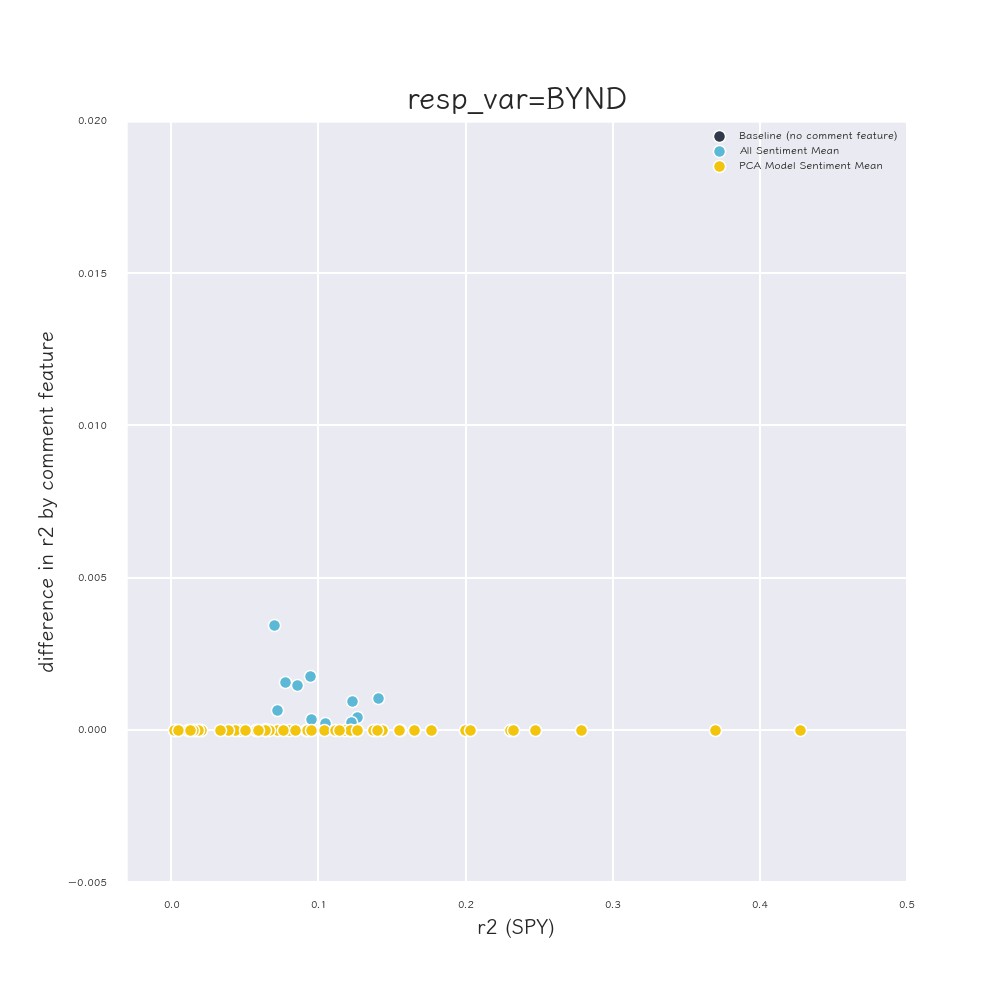 resp_var=BYND
0.020
Baseline (no comment feature)
All Sentiment Mean
PCA Model Sentiment Mean
0.015
0.010
difference in r2 by comment feature
0.005
0.000
−0.005
0.0 0.1 0.2 0.3 0.4 0.5
r2 (SPY)